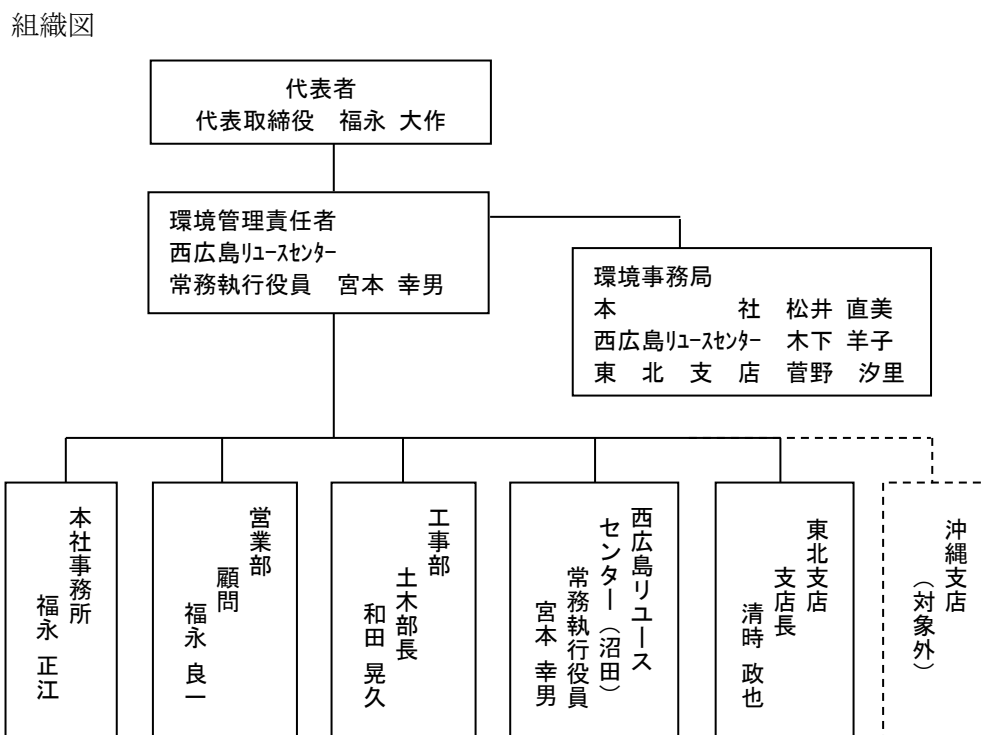 組織図
代表者
代表取締役　福永 大作
環境管理責任者
西広島ﾘﾕｰｽｾﾝﾀｰ
常務執行役員　宮本 幸男
環境事務局
本　　　　　社　松井 直美
西広島ﾘﾕｰｽｾﾝﾀｰ　木下 羊子
東　北　支　店　菅野　汐里
本社事務所
福永 正江
営業部
顧問
福永 良一
工事部
土木部長
和田 晃久
西広島リユース
センター（沼田）
常務執行役員
宮本 幸男
東北支店
支店長
清時 政也
沖縄支店
（対象外）